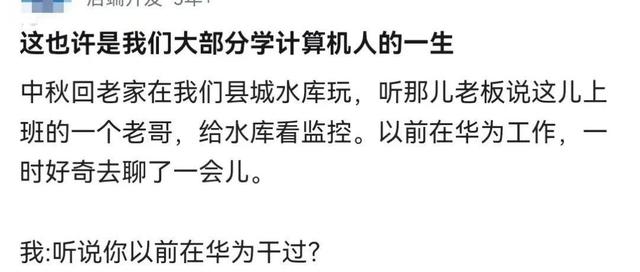 后端开发 5年+
这也许是我们大部分学计算机人的一生
中秋回老家在我们县城水库玩，听那儿老板说这儿上
班的一个老哥，给水库看监控。以前在华为工作，一
时好奇去聊了一会儿。
我:听说你以前在华为干过?